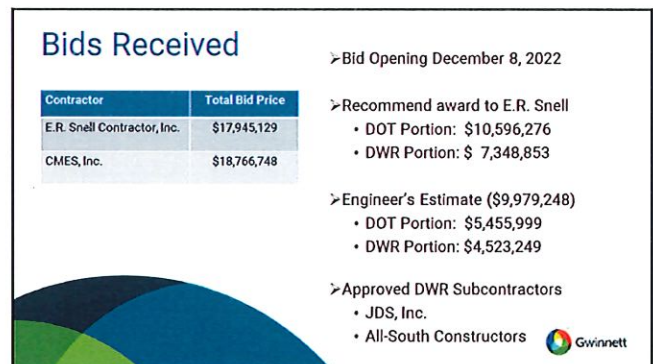 Bids Received
Contractor Total Bid Price
E.R. Snell Contractor, Inc. $17,945,129
CMES, Inc. $18,766,748
➢Bid Opening December 8, 2022
➢Recommend award to E.R. Snell
• DOT Portion: $10,596,276
• DWR Portion: $ 7,348,853
➢Engineer's Estimate ($9,979,248)
• DOT Portion: $5,455,999
• DWR Portion: $4,523,249
➢Approved DWR Subcontractors
• JDS, Inc.
• All-South Constructors
Gwinnett